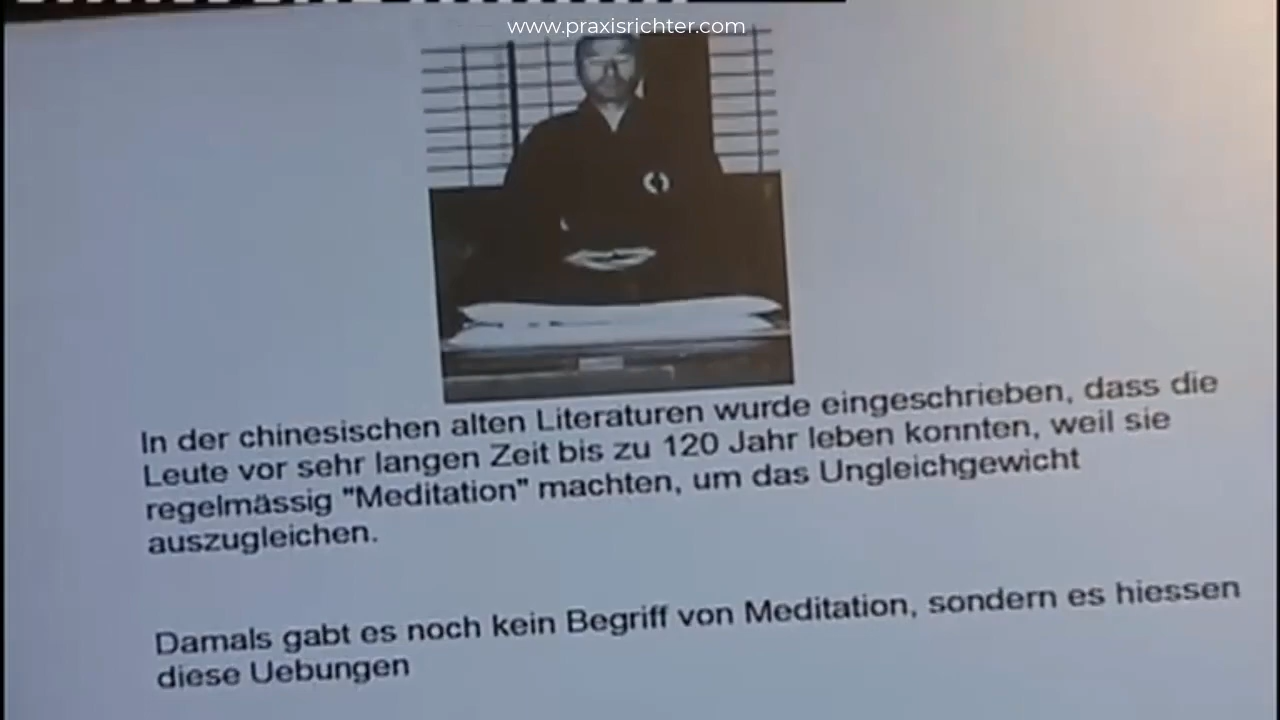 www.praxisrichter.com
In der chinesischen alten Literaturen wurde eingeschrieben, dass die
Leute vor sehr langen Zeit bis zu 120 Jahr leben konnten, weil sie
regelmässig "Meditation" machten, um das Ungleichgewicht
auszugleichen.
Damals gabt es noch kein Begriff von Meditation, sondern es hiessen
diese Uebungen